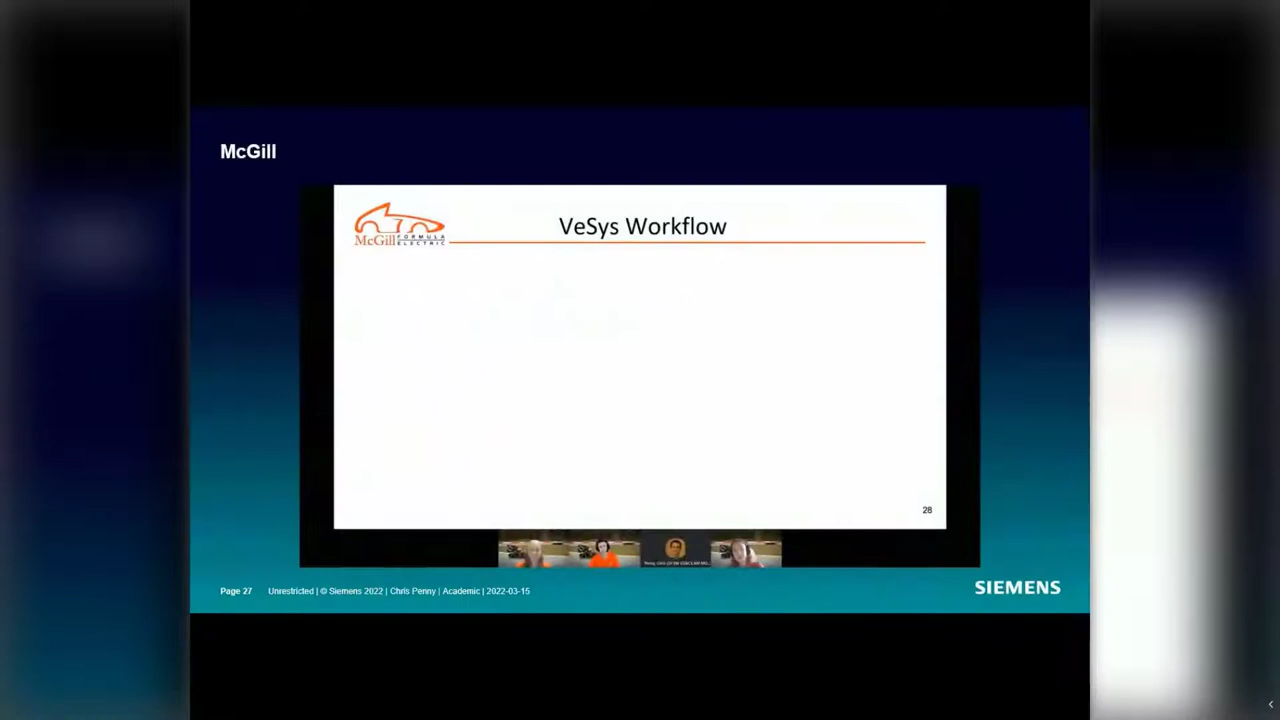 McGill
McGill FORMULA ELECTRIC
VeSys Workflow
28
Page 27 Unrestricted | © Siemens 2022 | Chris Penny | Academic | 2022-03-15
SIEMENS